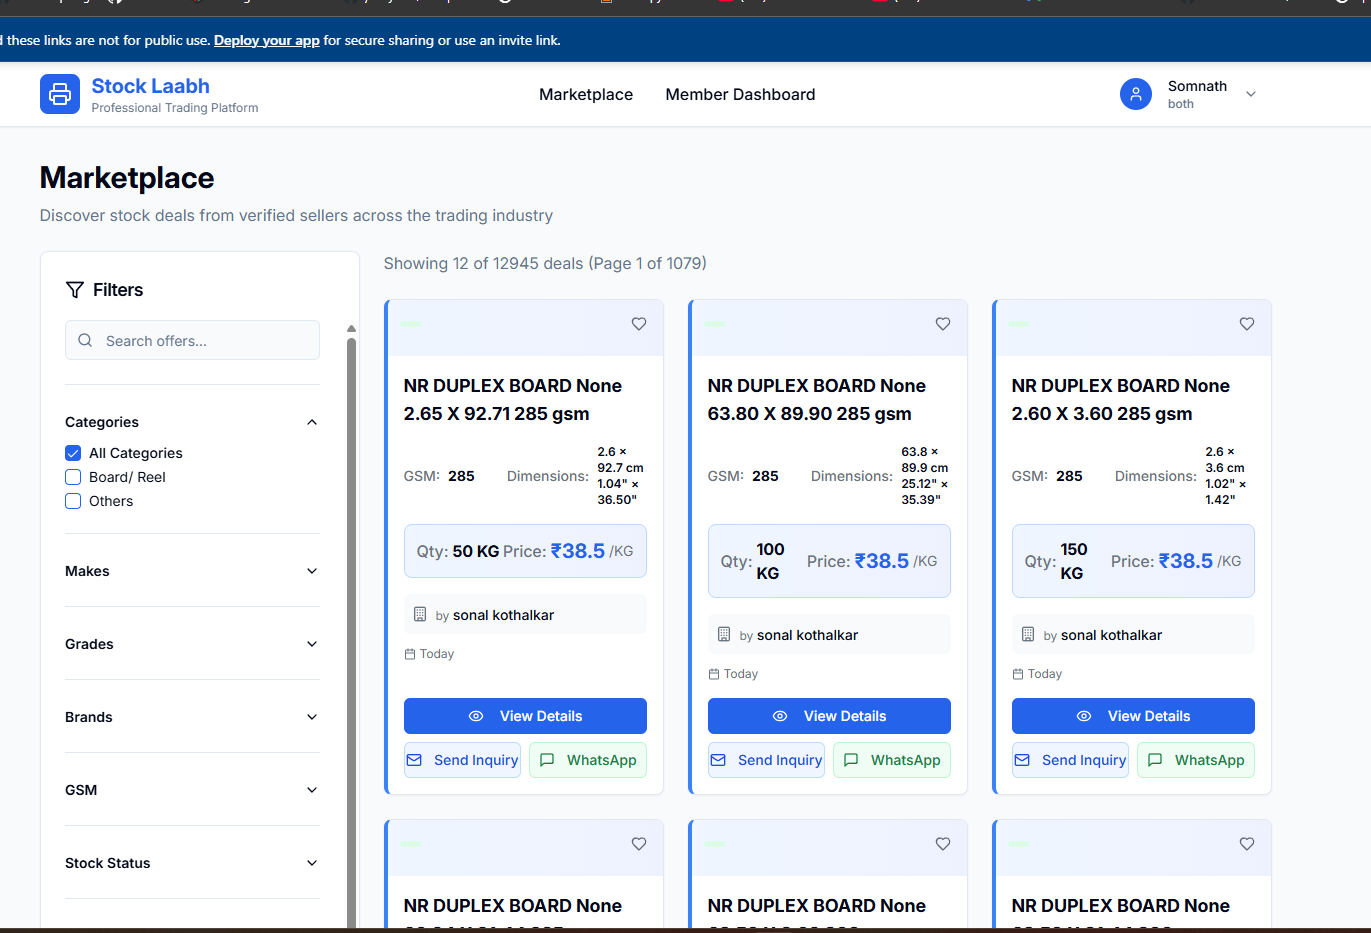 these links are not for public use. Deploy your app for secure sharing or use an invite link.
Stock Laabh
Professional Trading Platform
Marketplace
Member Dashboard
Somnath
both
Marketplace
Discover stock deals from verified sellers across the trading industry
Filters
Search offers...
Categories
All Categories
Board/ Reel
Others
Makes
Grades
Brands
GSM
Stock Status
Showing 12 of 12945 deals (Page 1 of 1079)
NR DUPLEX BOARD None
2.65 X 92.71 285 gsm
GSM: 285
Dimensions:
2.6 ×
92.7 cm
1.04" ×
36.50"
Qty: 50 KG Price: ₹38.5 /KG
by sonal kothalkar
Today
View Details
Send Inquiry
WhatsApp
NR DUPLEX BOARD None
63.80 X 89.90 285 gsm
GSM: 285
Dimensions:
63.8 ×
89.9 cm
25.12" ×
35.39"
Qty: 100 KG
Price: ₹38.5 /KG
by sonal kothalkar
Today
View Details
Send Inquiry
WhatsApp
NR DUPLEX BOARD None
2.60 X 3.60 285 gsm
GSM: 285
Dimensions:
2.6 ×
3.6 cm
1.02" ×
1.42"
Qty: 150 KG
Price: ₹38.5 /KG
by sonal kothalkar
Today
View Details
Send Inquiry
WhatsApp
NR DUPLEX BOARD None
NR DUPLEX BOARD None
NR DUPLEX BOARD None